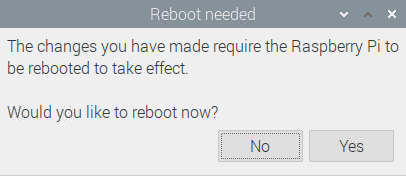 Reboot needed
The changes you have made require the Raspberry Pi to
be rebooted to take effect.
Would you like to reboot now?
No
Yes